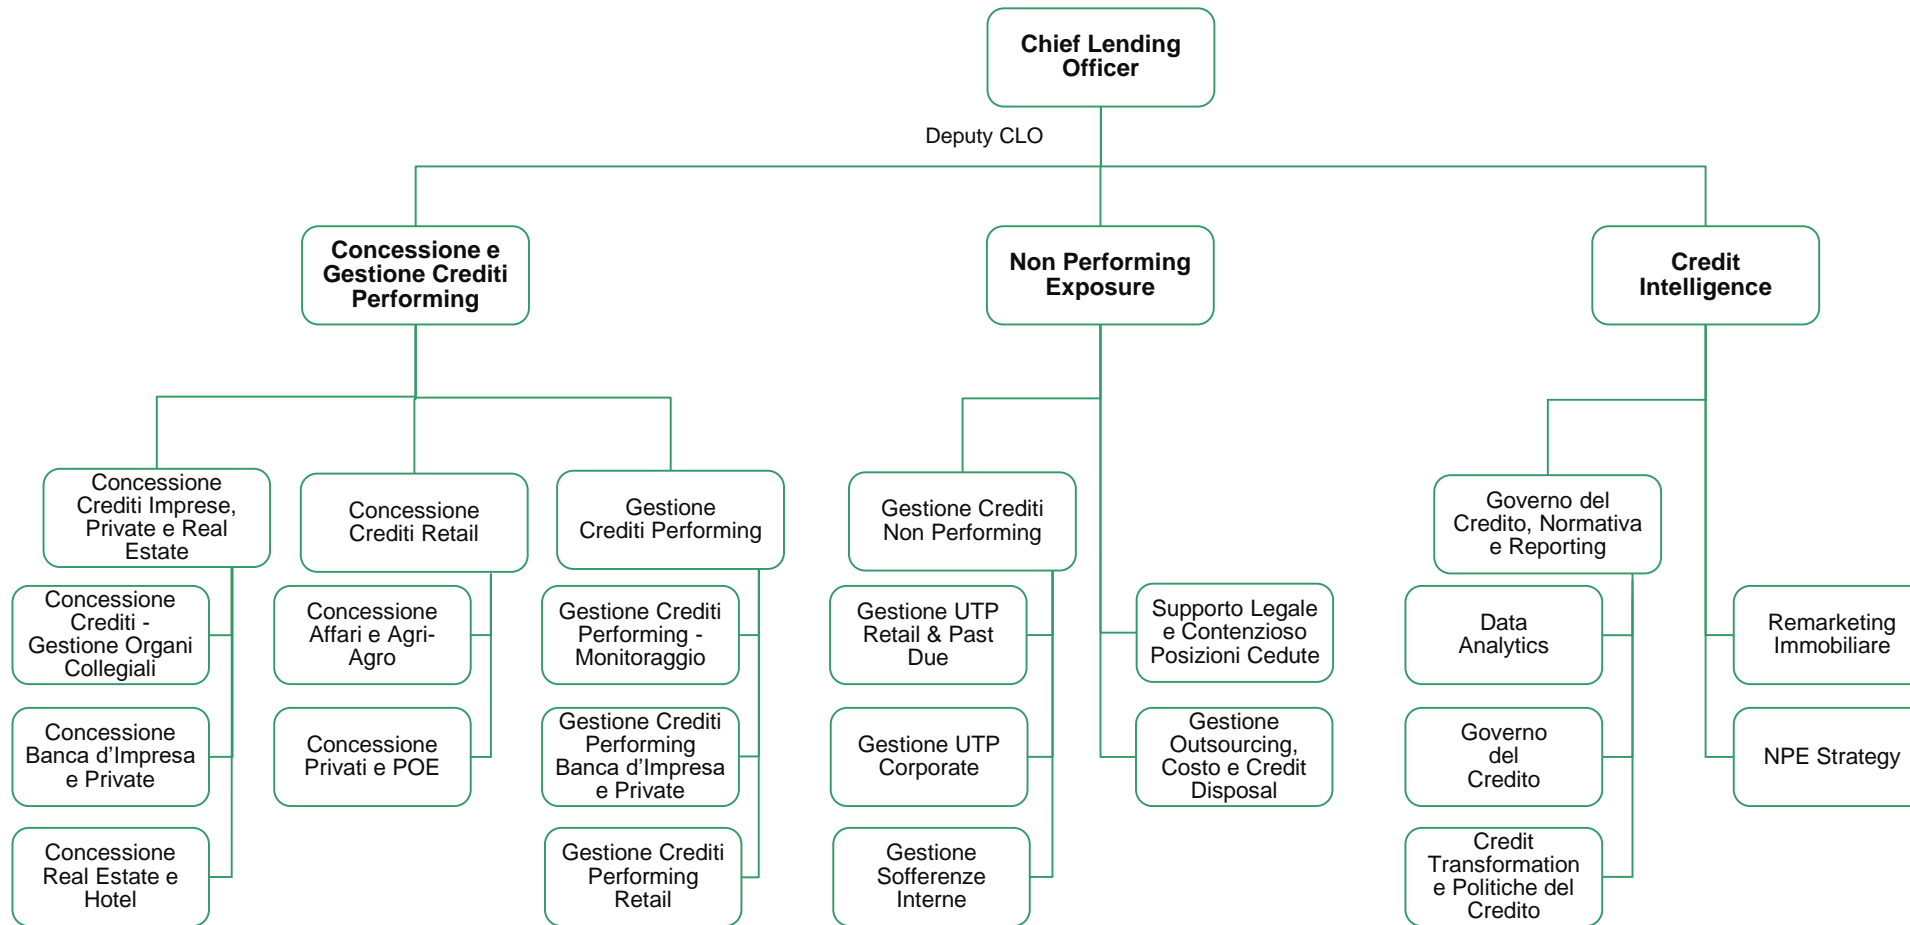 Chief Lending
Officer
Deputy CLO
Concessione e
Gestione Crediti
Performing
Non Performing
Exposure
Credit
Intelligence
Concessione
Crediti Imprese,
Private e Real
Estate
Concessione
Crediti Retail
Gestione
Crediti Performing
Gestione Crediti
Non Performing
Governo del
Credito, Normativa
e Reporting
Concessione
Crediti -
Gestione Organi
Collegiali
Concessione
Affari e Agri-
Agro
Gestione Crediti
Performing -
Monitoraggio
Gestione UTP
Retail & Past
Due
Supporto Legale
e Contenzioso
Posizioni Cedute
Data
Analytics
Remarketing
Immobiliare
Concessione
Banca d’Impresa
e Private
Concessione
Privati e POE
Gestione Crediti
Performing
Banca d’Impresa
e Private
Gestione UTP
Corporate
Gestione
Outsourcing,
Costo e Credit
Disposal
Governo
del
Credito
NPE Strategy
Concessione
Real Estate e
Hotel
Gestione Crediti
Performing
Retail
Gestione
Sofferenze
Interne
Credit
Transformation
e Politiche del
Credito